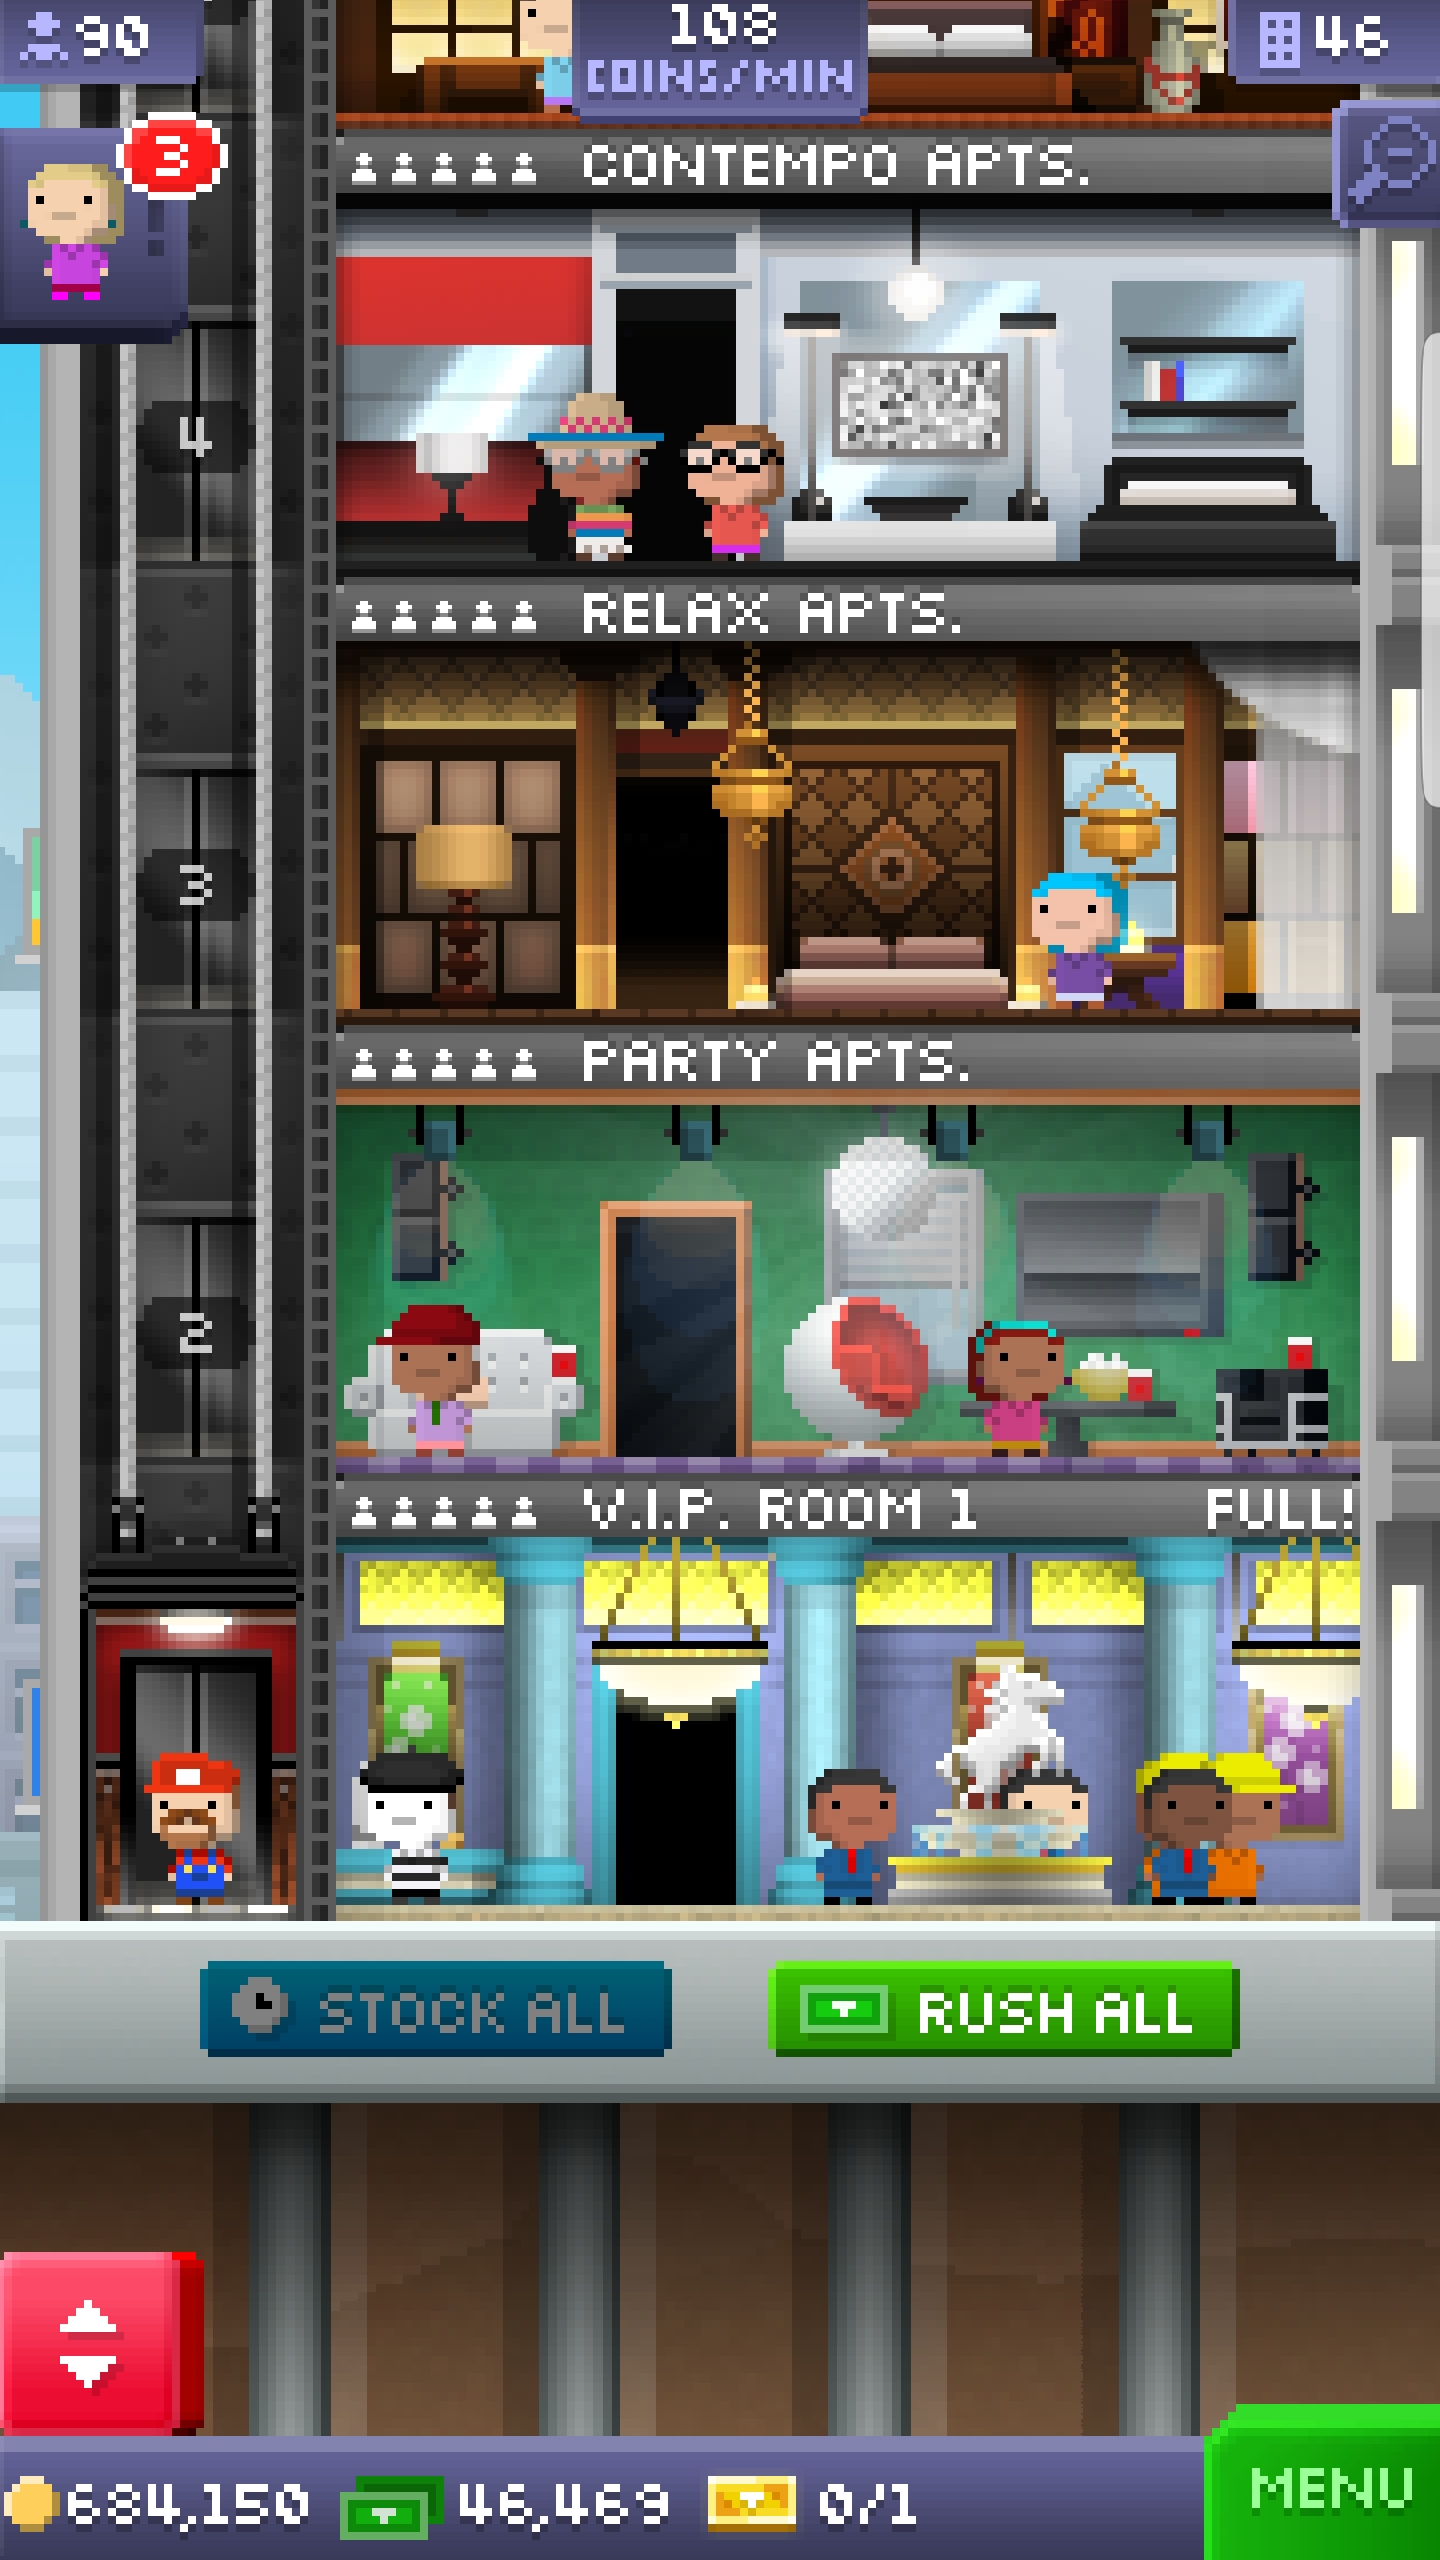 90
108
COINS/MIN
46
3
!
CONTEMPO APTS.
4
RELAX APTS.
3
PARTY APTS.
2
V.I.P. ROOM 1 FULL!
STOCK ALL
RUSH ALL
684,150 46,469 0/1
MENU